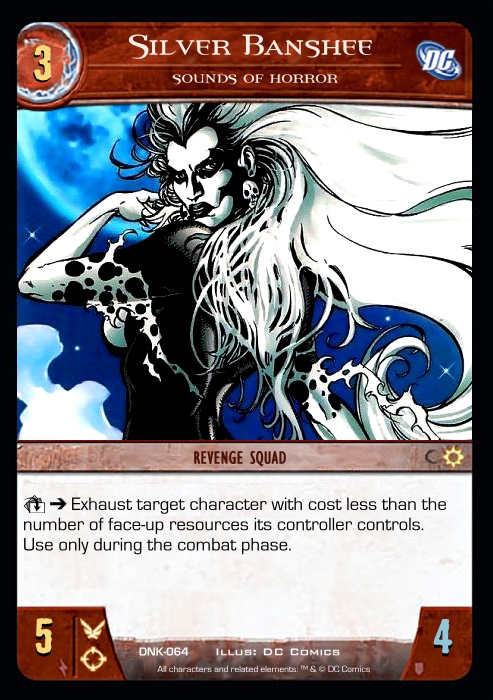 3
SILVER BANSHEE
SOUNDS OF HORROR
DC
REVENGE SQUAD
C
➔ Exhaust target character with cost less than the
number of face-up resources its controller controls.
Use only during the combat phase.
5
DNK-064 ILLUS: DC COMICS
4
All characters and related elements: ™ & © DC Comics